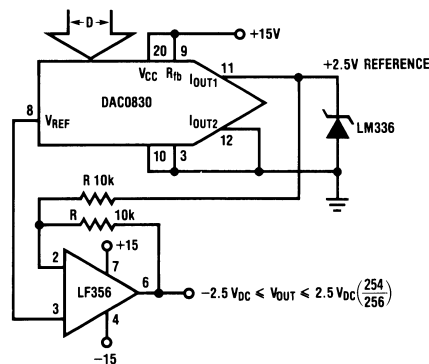 D
+15V
20 9
VCC Rfb
11
IOUT1
+2.5V REFERENCE
8
VREF
DAC0830
IOUT2
12
LM336
10 3
R 10k
R 10k
+15
2
7
LF356
6
−2.5 VDC ≤ VOUT ≤ 2.5 VDC(254/256)
3
4
−15